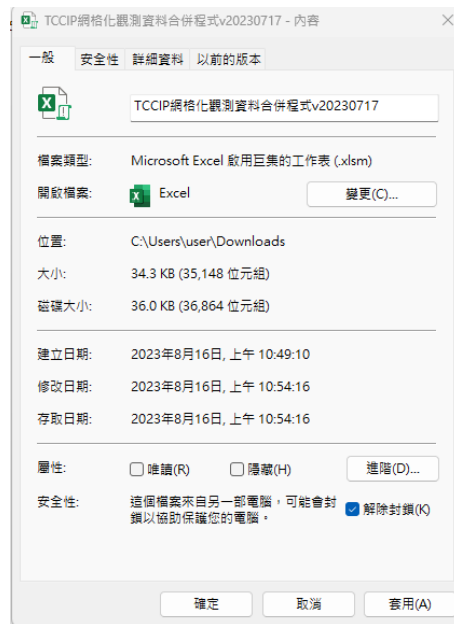 TCCIP網格化觀測資料合併程式v20230717 - 內容
一般 安全性 詳細資料 以前的版本
TCCIP網格化觀測資料合併程式v20230717
檔案類型: Microsoft Excel 啟用巨集的工作表 (.xlsm)
開啟檔案: Excel 變更(C)...
位置: C:\Users\user\Downloads
大小: 34.3 KB (35,148 位元組)
磁碟大小: 36.0 KB (36,864 位元組)
建立日期: 2023年8月16日, 上午 10:49:10
修改日期: 2023年8月16日, 上午 10:54:16
存取日期: 2023年8月16日, 上午 10:54:16
屬性: 唯讀(R) 隱藏(H) 進階(D)...
安全性: 這個檔案來自另一部電腦，可能會封
鎖以協助保護您的電腦。 解除封鎖(K)
確定 取消 套用(A)